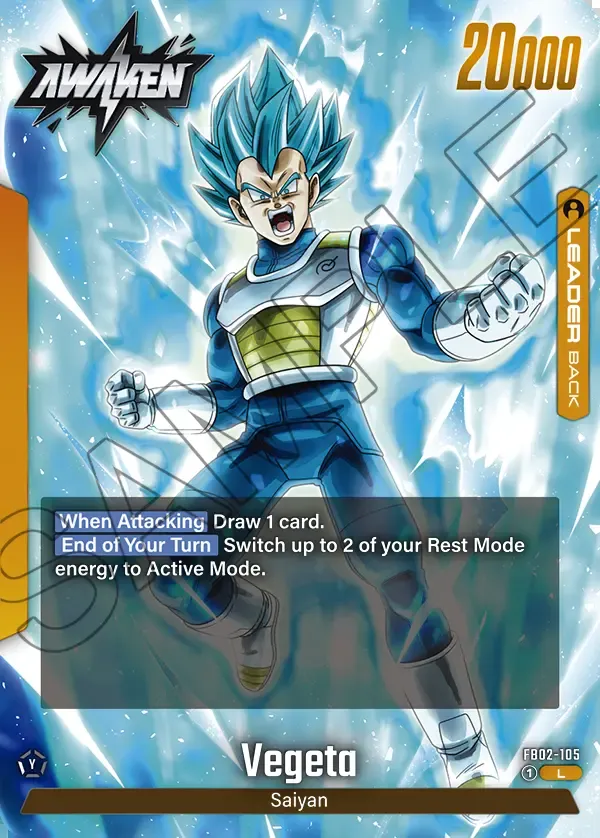 AWAKEN
20000
LEADER BACK
When Attacking Draw 1 card.
End of Your Turn Switch up to 2 of your Rest Mode
energy to Active Mode.
SAMPLE
Vegeta
FB02-105
Y
1 L
Saiyan